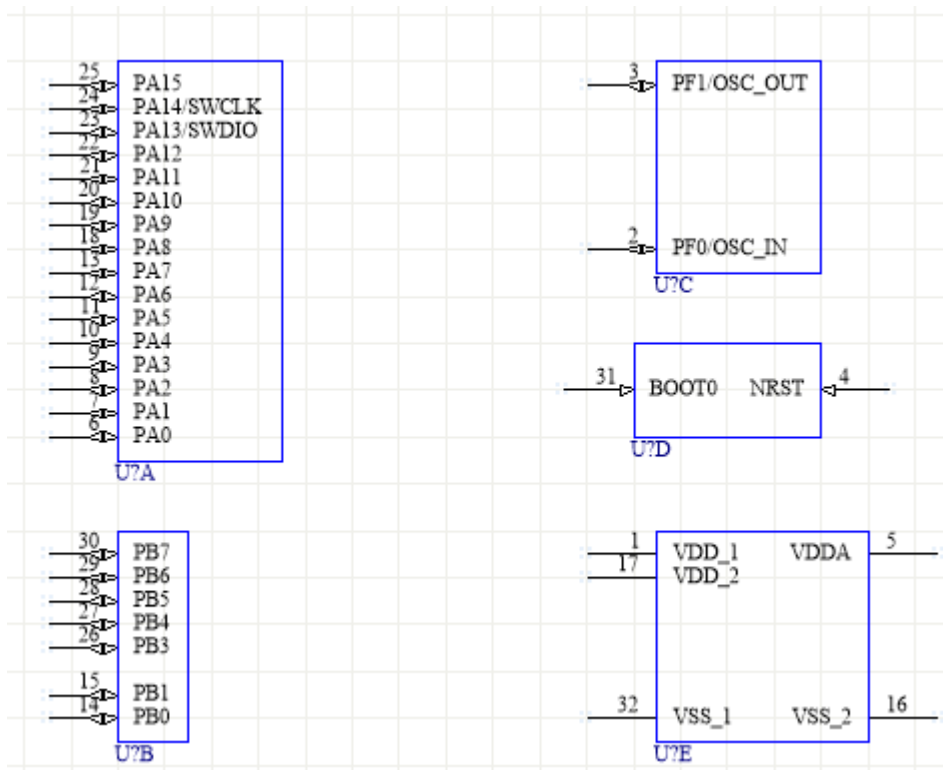 25 PA15
24 PA14/SWCLK
23 PA13/SWDIO
22 PA12
21 PA11
20 PA10
19 PA9
18 PA8
13 PA7
12 PA6
11 PA5
10 PA4
9 PA3
8 PA2
7 PA1
6 PA0
U?A
3 PF1/OSC_OUT
2 PF0/OSC_IN
U?C
31 BOOT0 NRST 4
U?D
30 PB7
29 PB6
28 PB5
27 PB4
26 PB3
15 PB1
14 PB0
U?B
1 VDD_1 VDDA 5
17 VDD_2
32 VSS_1 VSS_2 16
U?E